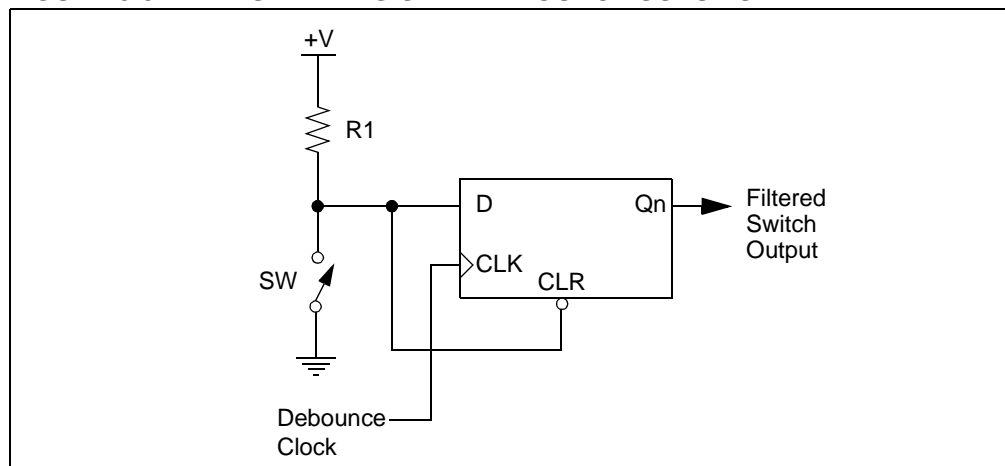 +V
R1
D
Qn
Filtered
Switch
Output
CLK
SW
CLR
Debounce
Clock